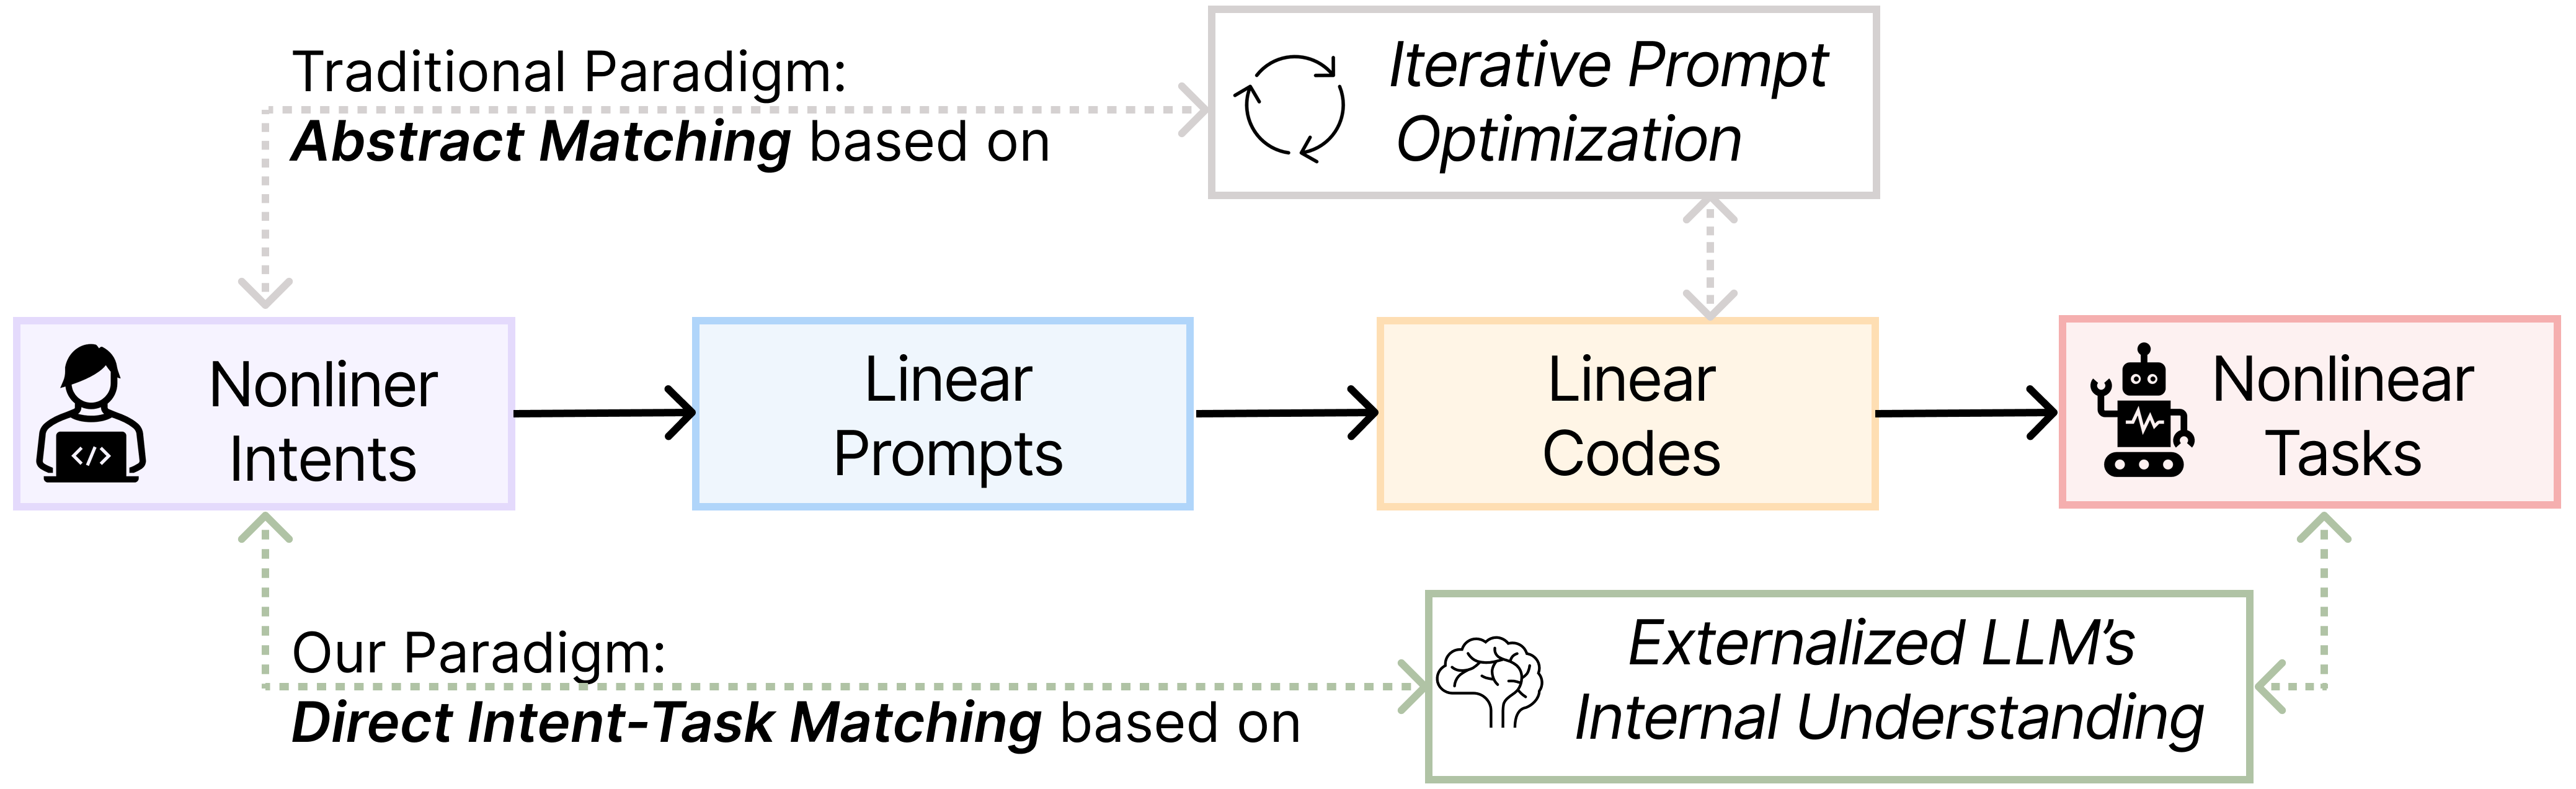 Traditional Paradigm:
Abstract Matching based on
Iterative Prompt
Optimization
Nonliner
Intents
</>
Linear
Prompts
Linear
Codes
Nonlinear
Tasks
Our Paradigm:
Direct Intent-Task Matching based on
Externalized LLM’s
Internal Understanding